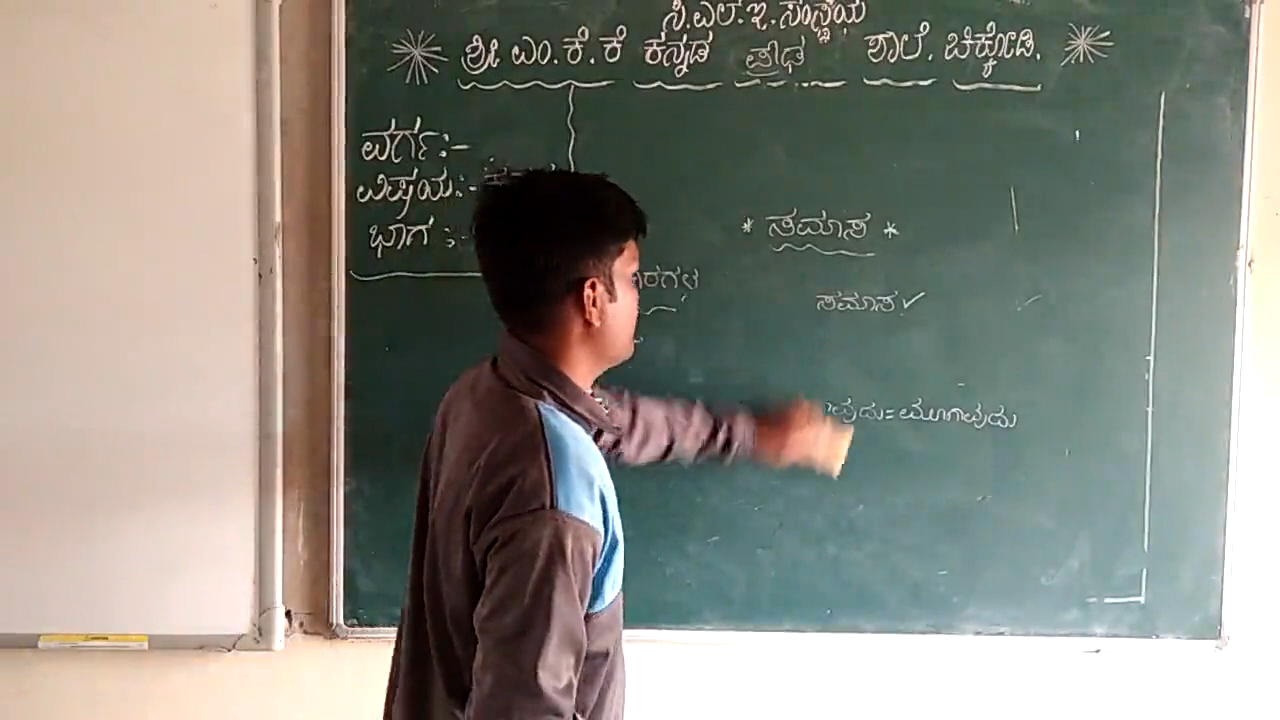 ಸಿ.ಎಲ್.ಇ.ಸಂಸ್ಥೆಯ
ಶ್ರೀ ಎಂ.ಕೆ.ಕೆ ಕನ್ನಡ ಪ್ರೌಢ ಶಾಲೆ. ಚಿಕ್ಕೋಡಿ.
ವರ್ಗ:-
ವಿಷಯ:-
ಭಾಗ :-
* ಸಮಾಸ *
ಸಮಾಸ